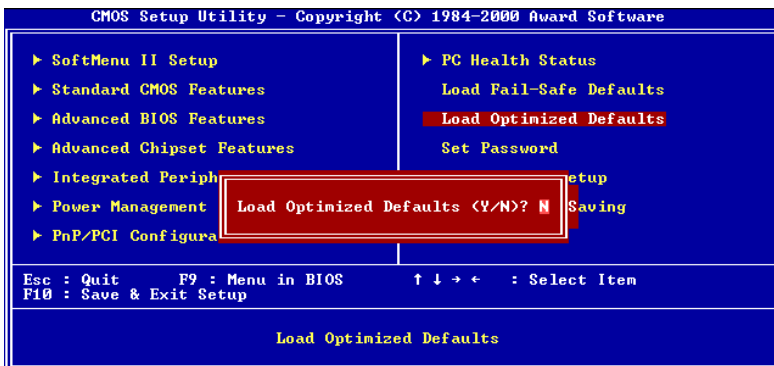 CMOS Setup Utility - Copyright (C) 1984-2000 Award Software
► SoftMenu II Setup
► Standard CMOS Features
► Advanced BIOS Features
► Advanced Chipset Features
► Integrated Periph
► Power Management
► PnP/PCI Configura
► PC Health Status
Load Fail-Safe Defaults
Load Optimized Defaults
Set Password
etup
Saving
Load Optimized Defaults (Y/N)? N
Esc : Quit F9 : Menu in BIOS ↑ ↓ → ← : Select Item
F10 : Save & Exit Setup
Load Optimized Defaults